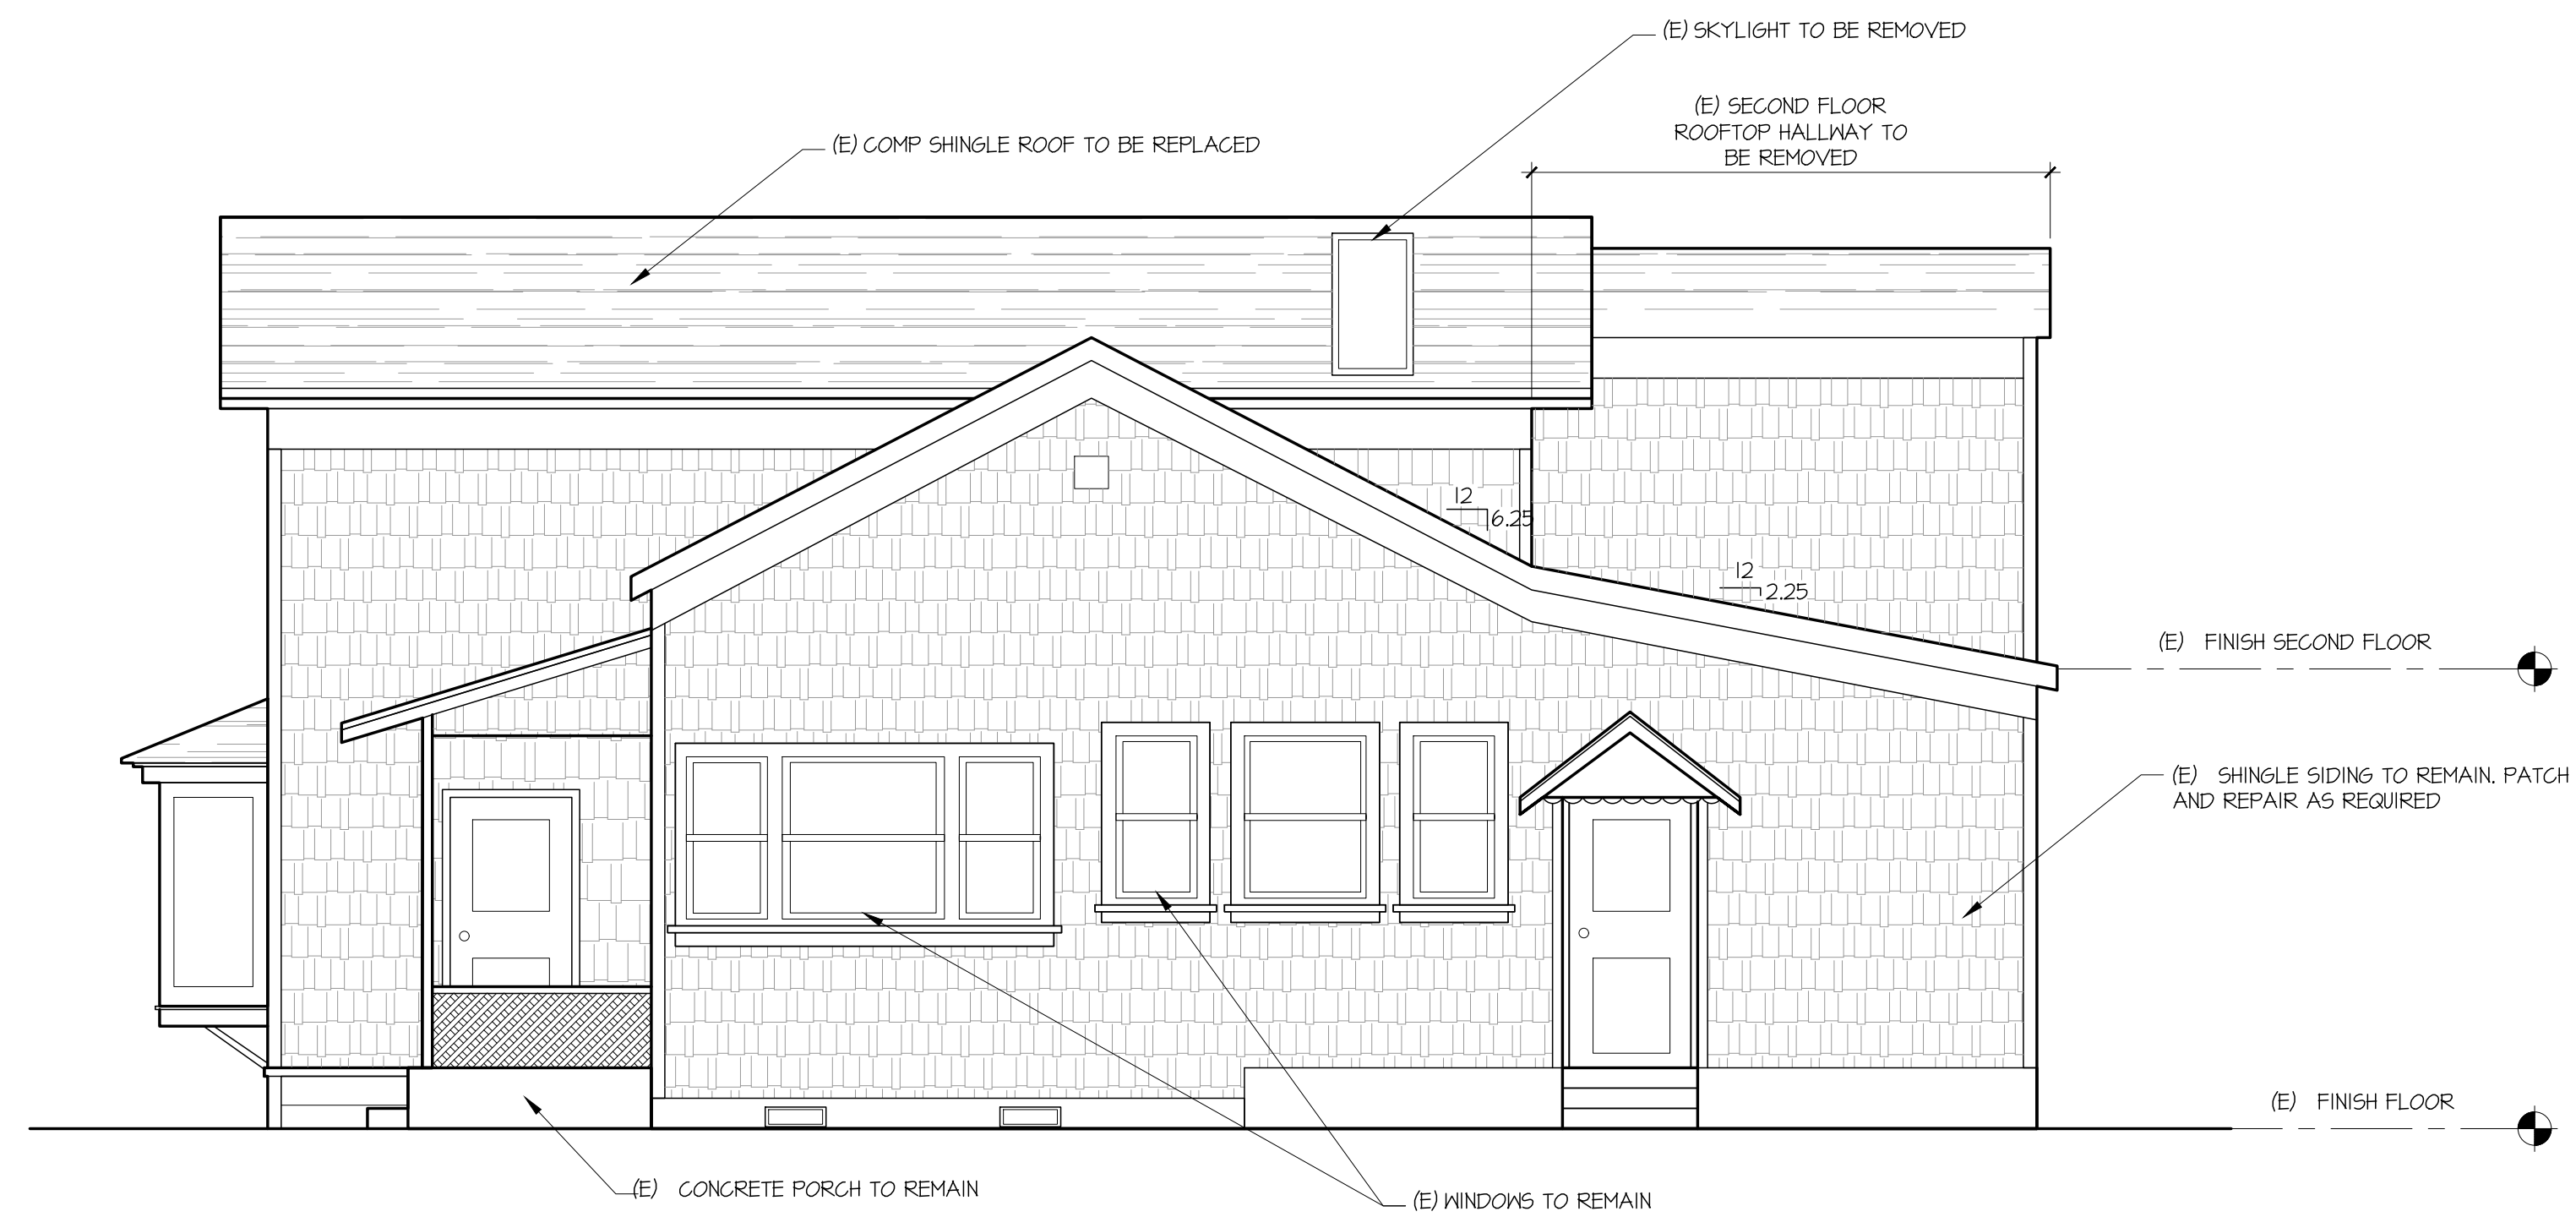 (E) SKYLIGHT TO BE REMOVED
(E) SECOND FLOOR
ROOFTOP HALLWAY TO
BE REMOVED
(E) COMP SHINGLE ROOF TO BE REPLACED
12
6.25
12
2.25
(E) FINISH SECOND FLOOR
(E) SHINGLE SIDING TO REMAIN. PATCH
AND REPAIR AS REQUIRED
(E) FINISH FLOOR
(E) CONCRETE PORCH TO REMAIN
(E) WINDOWS TO REMAIN